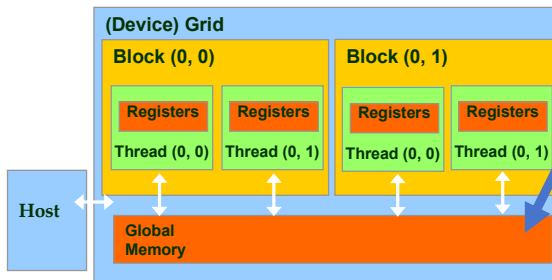 (Device) Grid
Block (0, 0)
Block (0, 1)
Registers
Registers
Registers
Registers
Thread (0, 0)
Thread (0, 1)
Thread (0, 0)
Thread (0, 1)
Host
Global
Memory